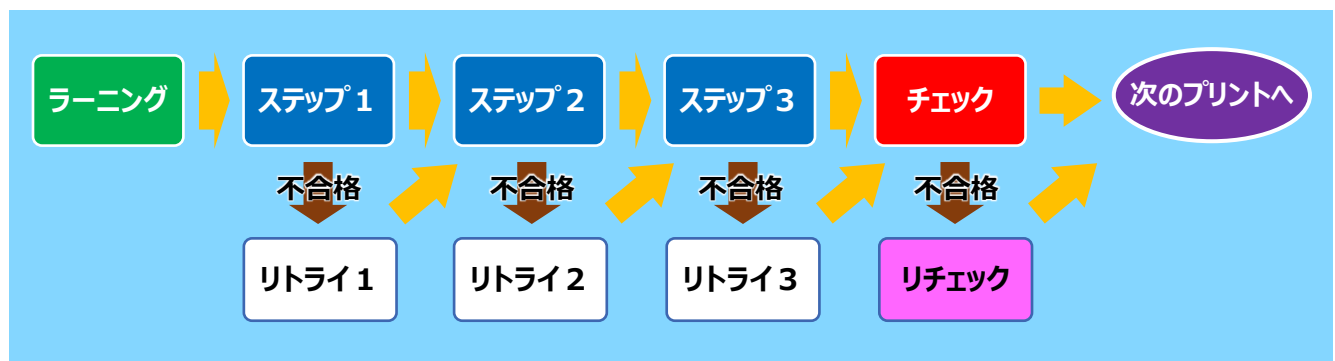 ラーニング
ステップ1
ステップ2
ステップ3
チェック
次のプリントへ
不合格
不合格
不合格
不合格
リトライ1
リトライ2
リトライ3
リチェック